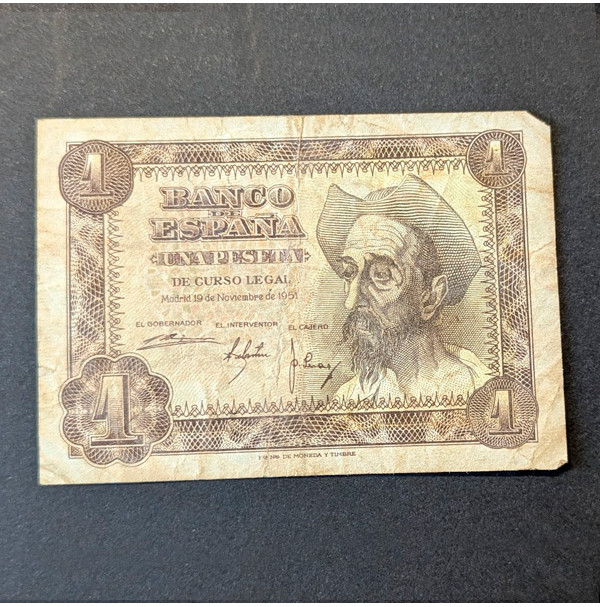 1
1
BANCO
DE
ESPAÑA
UNA PESETA
DE CURSO LEGAL
Madrid 19 de Noviembre de 1951
EL GOBERNADOR EL INTERVENTOR EL CAJERO
1
1
DE MONEDA Y TIMBRE